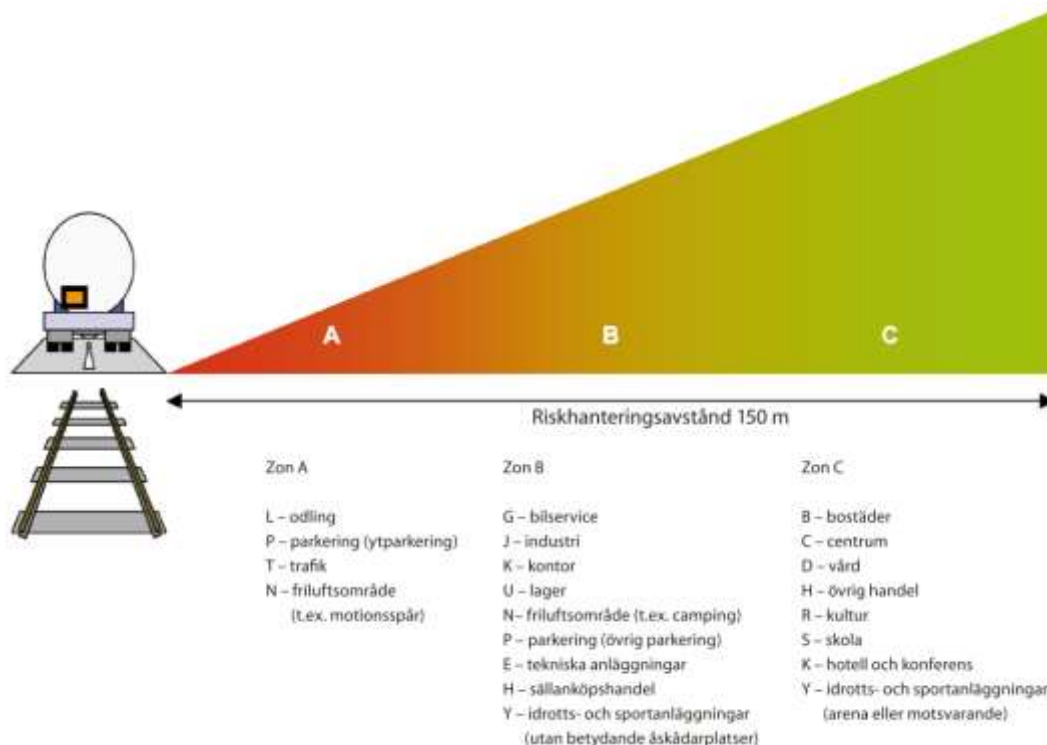 A
B
C
Riskhanteringsavstånd 150 m
Zon A
L – odling
P – parkering (ytparkering)
T – trafik
N – friluftsområde
(t.ex. motionsspår)
Zon B
G – bilservice
J – industri
K – kontor
U – lager
N– friluftsområde (t.ex. camping)
P – parkering (övrig parkering)
E – tekniska anläggningar
H – sällanköpshandel
Y – idrotts- och sportanläggningar
(utan betydande åskådarplatser)
Zon C
B – bostäder
C – centrum
D – vård
H – övrig handel
R – kultur
S – skola
K – hotell och konferens
Y – idrotts- och sportanläggningar
(arena eller motsvarande)